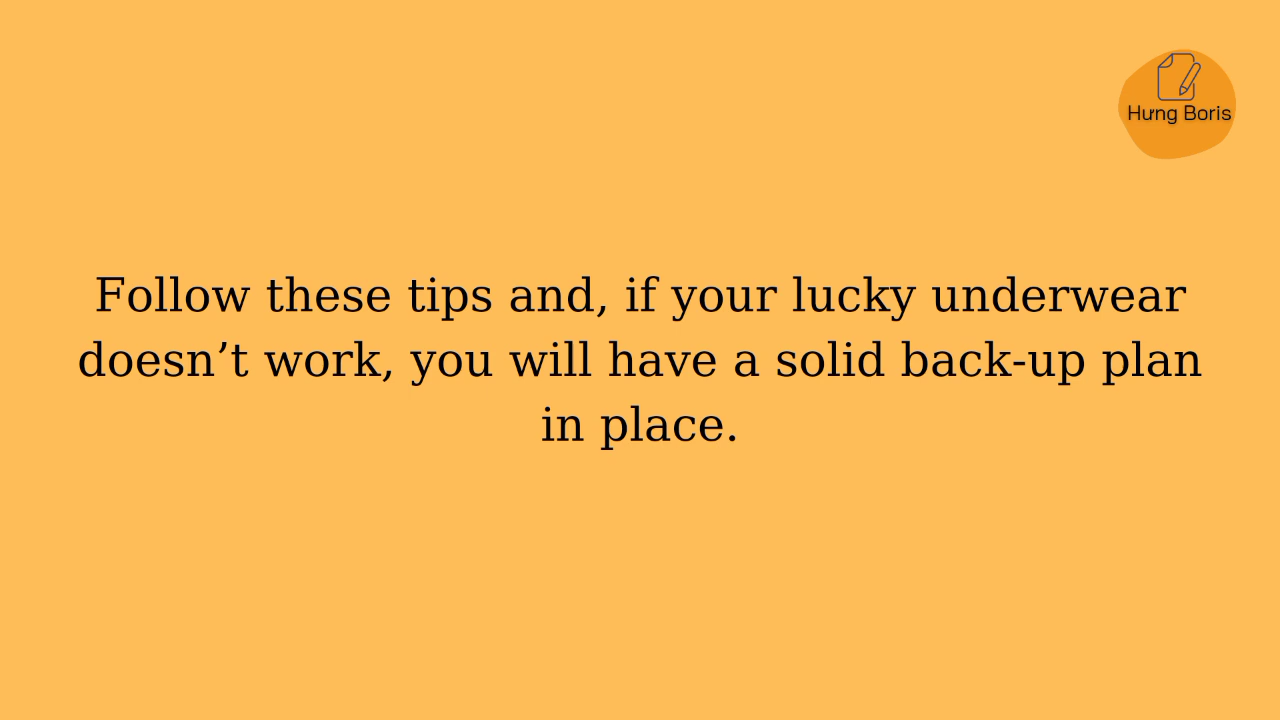 Hưng Boris
Follow these tips and, if your lucky underwear
doesn’t work, you will have a solid back-up plan
in place.